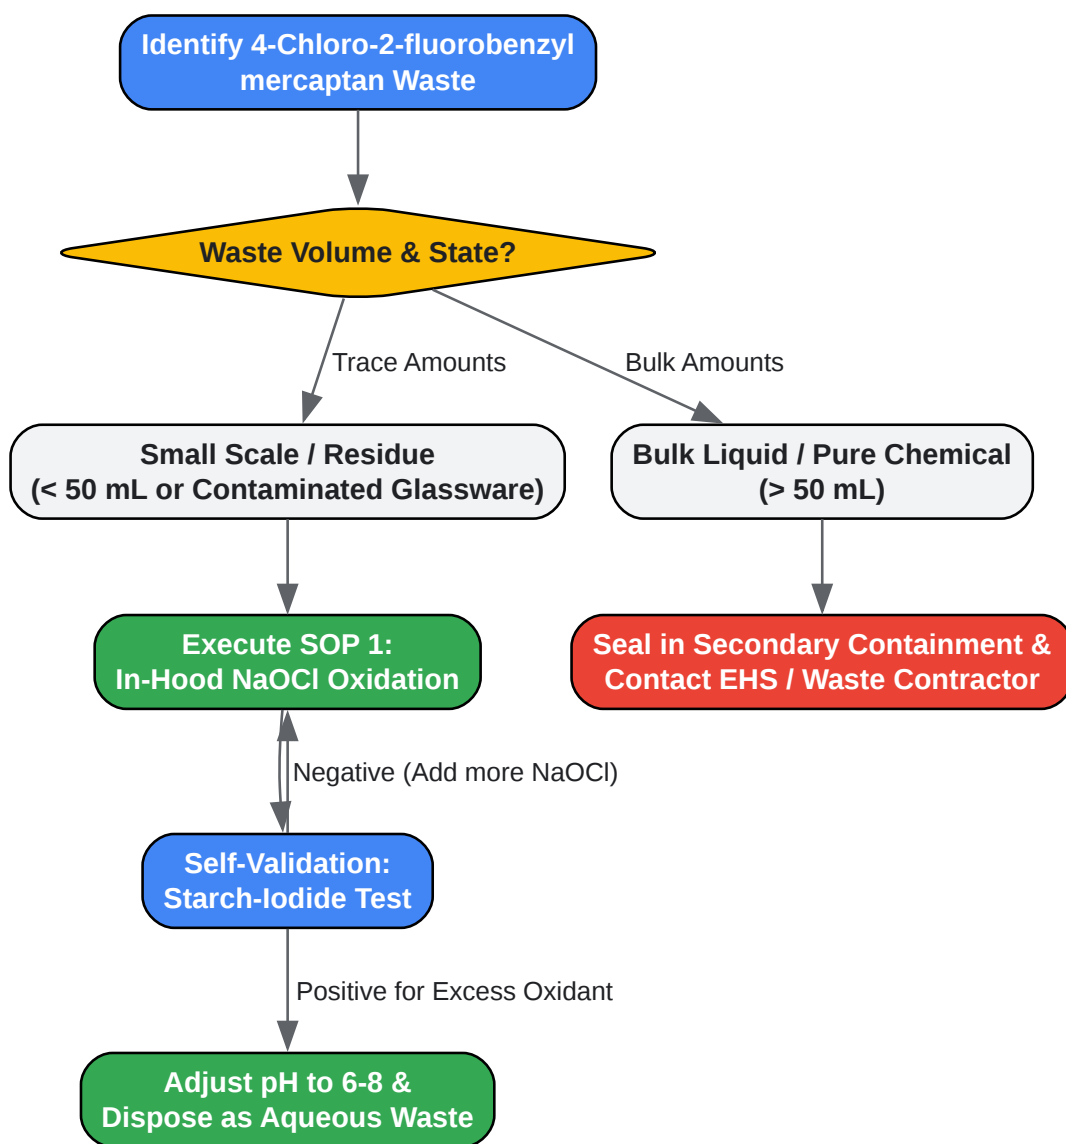 Identify 4-Chloro-2-fluorobenzyl
mercaptan Waste
Waste Volume & State?
Trace Amounts
Bulk Amounts
Small Scale / Residue
(< 50 mL or Contaminated Glassware)
Bulk Liquid / Pure Chemical
(> 50 mL)
Execute SOP 1:
In-Hood NaOCl Oxidation
Seal in Secondary Containment &
Contact EHS / Waste Contractor
Negative (Add more NaOCl)
Self-Validation:
Starch-Iodide Test
Positive for Excess Oxidant
Adjust pH to 6-8 &
Dispose as Aqueous Waste